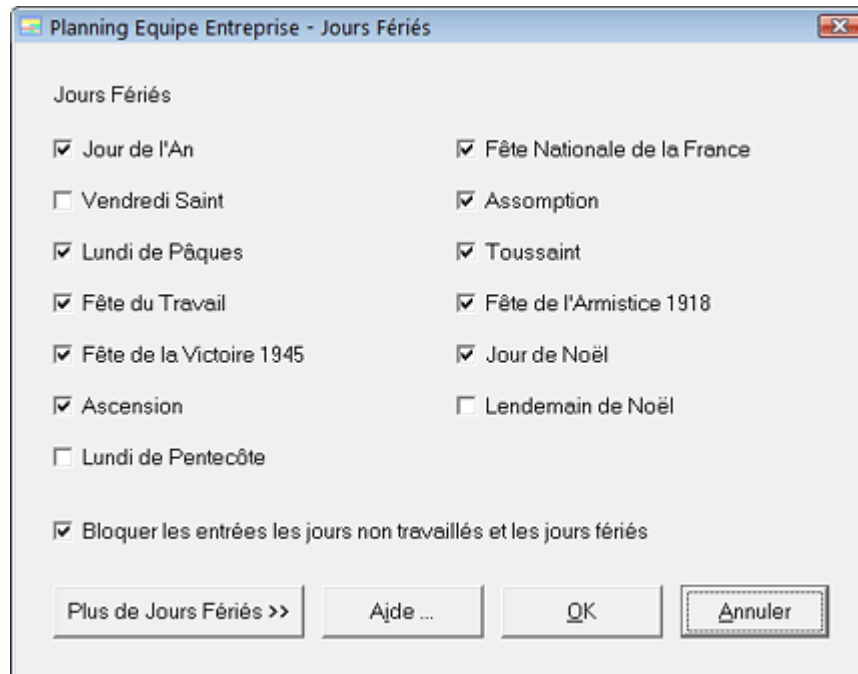 Planning Equipe Entreprise - Jours Fériés
Jours Fériés
Jour de l'An
Fête Nationale de la France
Vendredi Saint
Assomption
Lundi de Pâques
Toussaint
Fête du Travail
Fête de l'Armistice 1918
Fête de la Victoire 1945
Jour de Noël
Ascension
Lendemain de Noël
Lundi de Pentecôte
Bloquer les entrées les jours non travaillés et les jours fériés
Plus de Jours Fériés >>
Aide ...
OK
Annuler